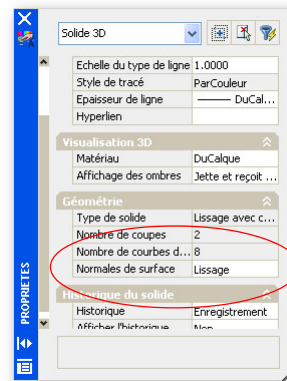 Solide 3D
Echelle du type de ligne 1.0000
Style de tracé ParCouleur
Epaisseur de ligne DuCal...
Hyperlien
Visualisation 3D
Matériau DuCalque
Affichage des ombres Jette et reçoit ...
Géométrie
Type de solide Lissage avec c...
Nombre de coupes 2
Nombre de courbes d... 8
Normales de surface Lissage
Historique du solide
Historique Enregistrement
Afficher l'historique Non
PROPRIETES